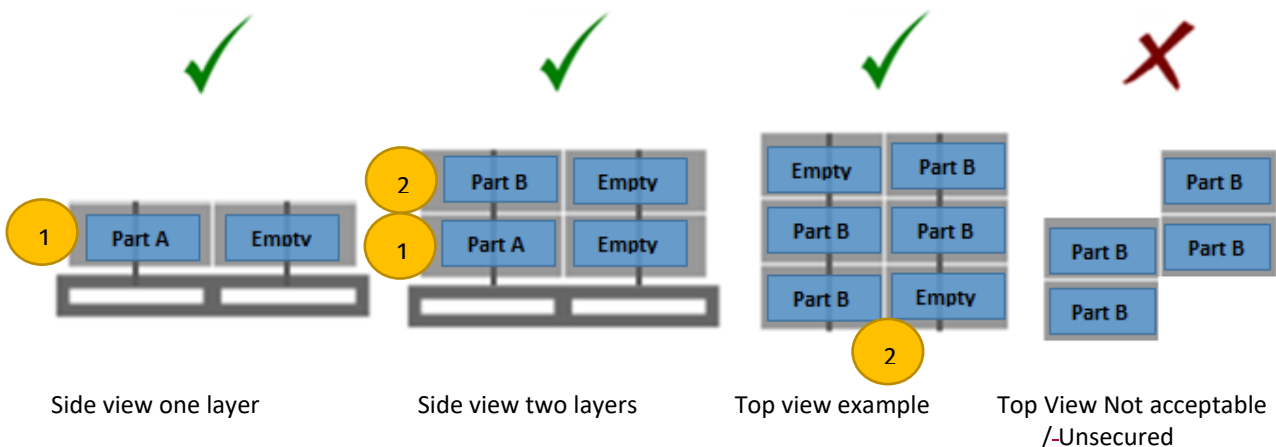 1
Part A
Empty
2
Part B
Empty
1
Part A
Empty
Empty
Part B
Part B
Part B
Part B
Empty
2
Part B
Part B
Part B
Part B
Side view one layer
Side view two layers
Top view example
Top View Not acceptable
/-Unsecured